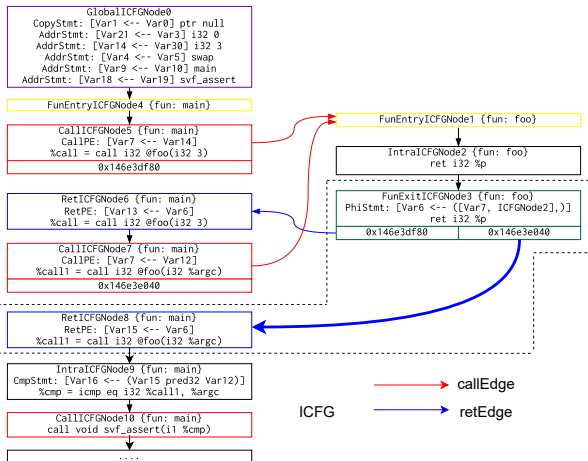 GlobalICFGNode0
CopyStmt: [Var1 <-- Var0] ptr null
AddrStmt: [Var21 <-- Var3] i32 0
AddrStmt: [Var14 <-- Var30] i32 3
AddrStmt: [Var4 <-- Var5] swap
AddrStmt: [Var9 <-- Var10] main
AddrStmt: [Var18 <-- Var19] svf_assert
FunEntryICFGNode4 {fun: main}
CallICFGNode5 {fun: main}
CallPE: [Var7 <-- Var14]
%call = call i32 @foo(i32 3)
0x146e3df80
RetICFGNode6 {fun: main}
RetPE: [Var13 <-- Var6]
%call = call i32 @foo(i32 3)
CallICFGNode7 {fun: main}
CallPE: [Var7 <-- Var12]
%call1 = call i32 @foo(i32 %argc)
0x146e3e040
RetICFGNode8 {fun: main}
RetPE: [Var15 <-- Var6]
%call1 = call i32 @foo(i32 %argc)
IntraICFGNode9 {fun: main}
CmpStmt: [Var16 <-- (Var15 pred32 Var12)]
%cmp = icmp eq i32 %call1, %argc
CallICFGNode10 {fun: main}
call void svf_assert(i1 %cmp)
....
FunEntryICFGNode1 {fun: foo}
IntraICFGNode2 {fun: foo}
ret i32 %p
FunExitICFGNode3 {fun: foo}
PhiStmt: [Var6 <-- ([Var7, ICFGNode2],)]
ret i32 %p
0x146e3df80 0x146e3e040
ICFG
callEdge
retEdge